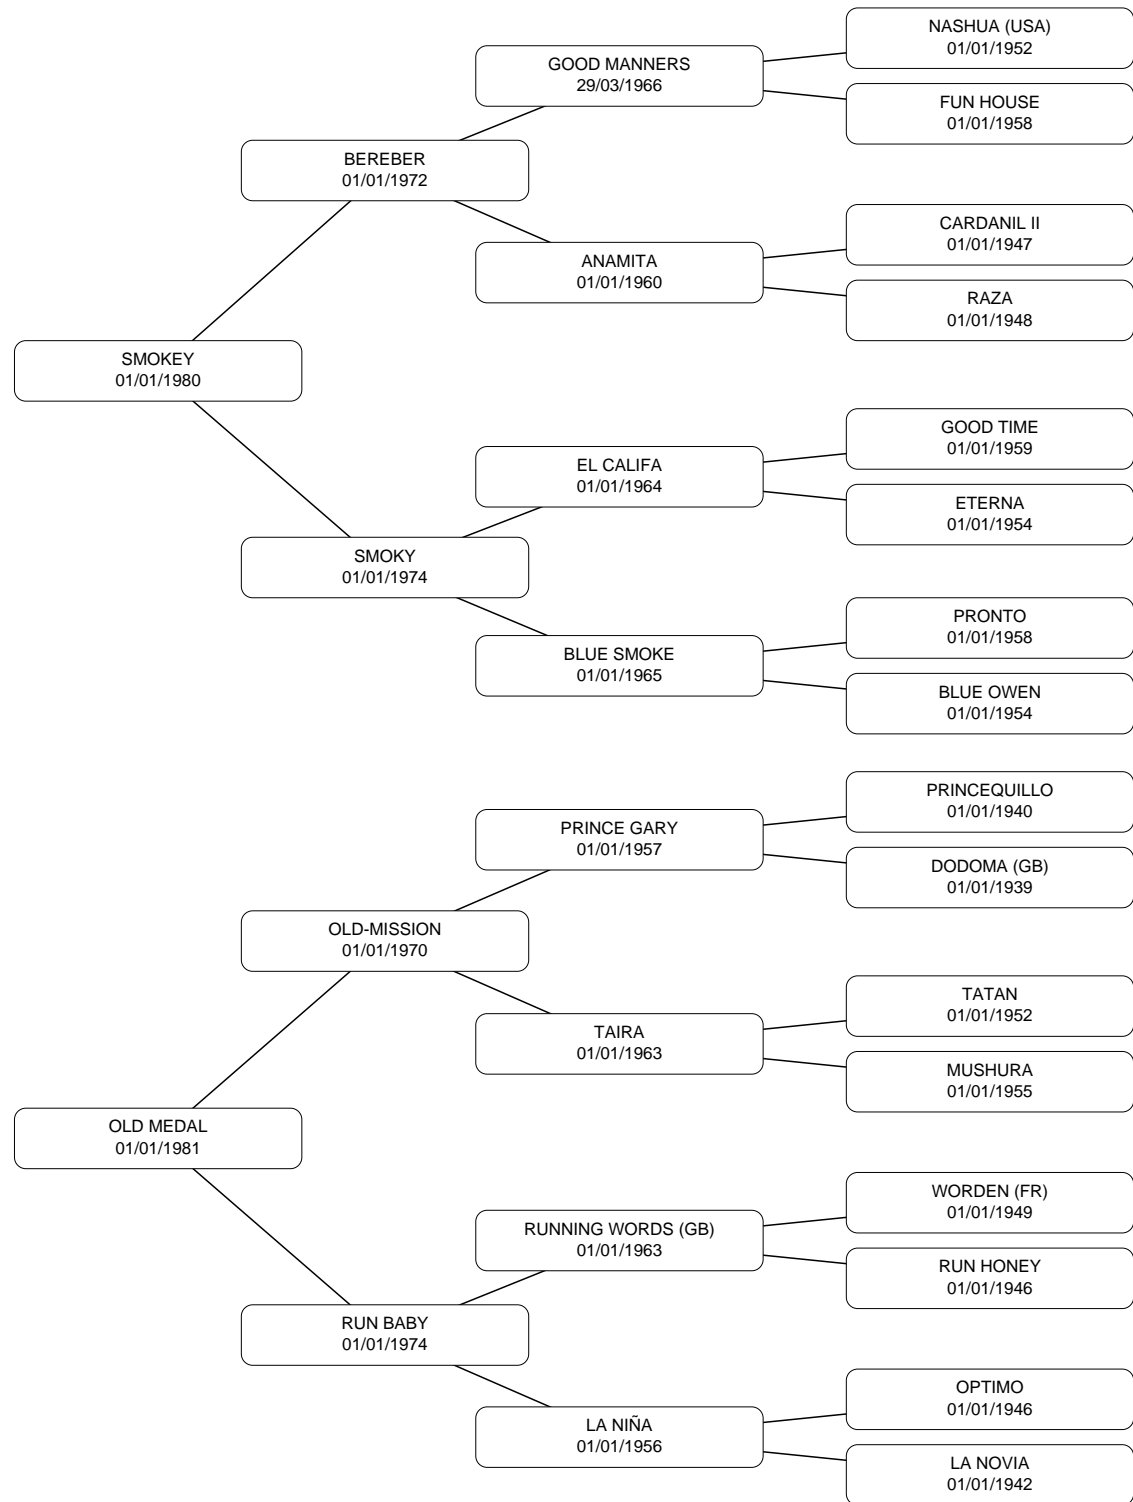 NASHUA (USA)
01/01/1952
GOOD MANNERS
29/03/1966
FUN HOUSE
01/01/1958
BEREBER
01/01/1972
CARDANIL II
01/01/1947
ANAMITA
01/01/1960
RAZA
01/01/1948
SMOKEY
01/01/1980
GOOD TIME
01/01/1959
EL CALIFA
01/01/1964
ETERNA
01/01/1954
SMOKY
01/01/1974
PRONTO
01/01/1958
BLUE SMOKE
01/01/1965
BLUE OWEN
01/01/1954
PRINCEQUILLO
01/01/1940
PRINCE GARY
01/01/1957
DODOMA (GB)
01/01/1939
OLD-MISSION
01/01/1970
TATAN
01/01/1952
TAIRA
01/01/1963
MUSHURA
01/01/1955
OLD MEDAL
01/01/1981
WORDEN (FR)
01/01/1949
RUNNING WORDS (GB)
01/01/1963
RUN HONEY
01/01/1946
RUN BABY
01/01/1974
OPTIMO
01/01/1946
LA NIÑA
01/01/1956
LA NOVIA
01/01/1942